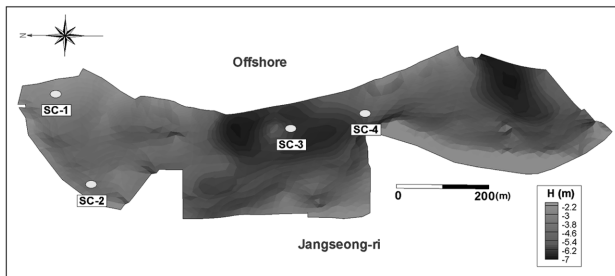 N
Offshore
SC-1
SC-4
SC-3
SC-2
0 200(m)
Jangseong-ri
H (m)
-2.2
-3
-3.8
-4.6
-5.4
-6.2
-7